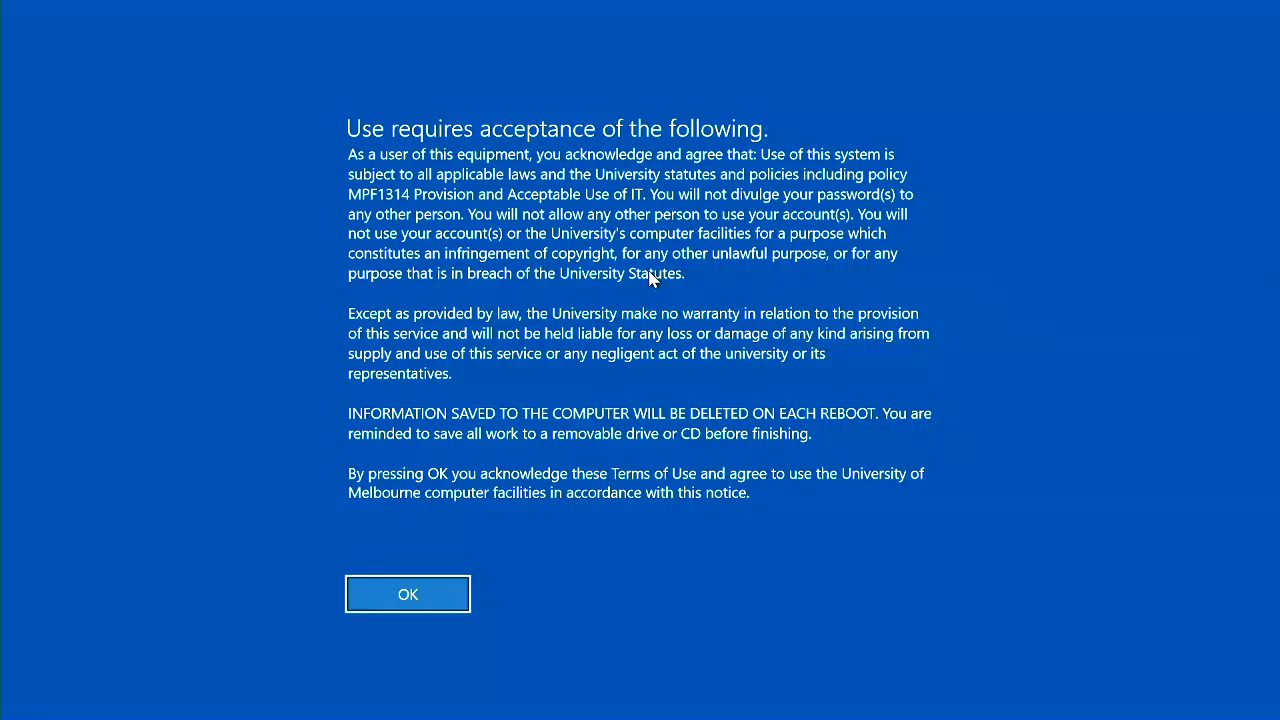 Use requires acceptance of the following.
As a user of this equipment, you acknowledge and agree that: Use of this system is
subject to all applicable laws and the University statutes and policies including policy
MPF1314 Provision and Acceptable Use of IT. You will not divulge your password(s) to
any other person. You will not allow any other person to use your account(s). You will
not use your account(s) or the University's computer facilities for a purpose which
constitutes an infringement of copyright, for any other unlawful purpose, or for any
purpose that is in breach of the University Statutes.
Except as provided by law, the University make no warranty in relation to the provision
of this service and will not be held liable for any loss or damage of any kind arising from
supply and use of this service or any negligent act of the university or its
representatives.
INFORMATION SAVED TO THE COMPUTER WILL BE DELETED ON EACH REBOOT. You are
reminded to save all work to a removable drive or CD before finishing.
By pressing OK you acknowledge these Terms of Use and agree to use the University of
Melbourne computer facilities in accordance with this notice.
OK